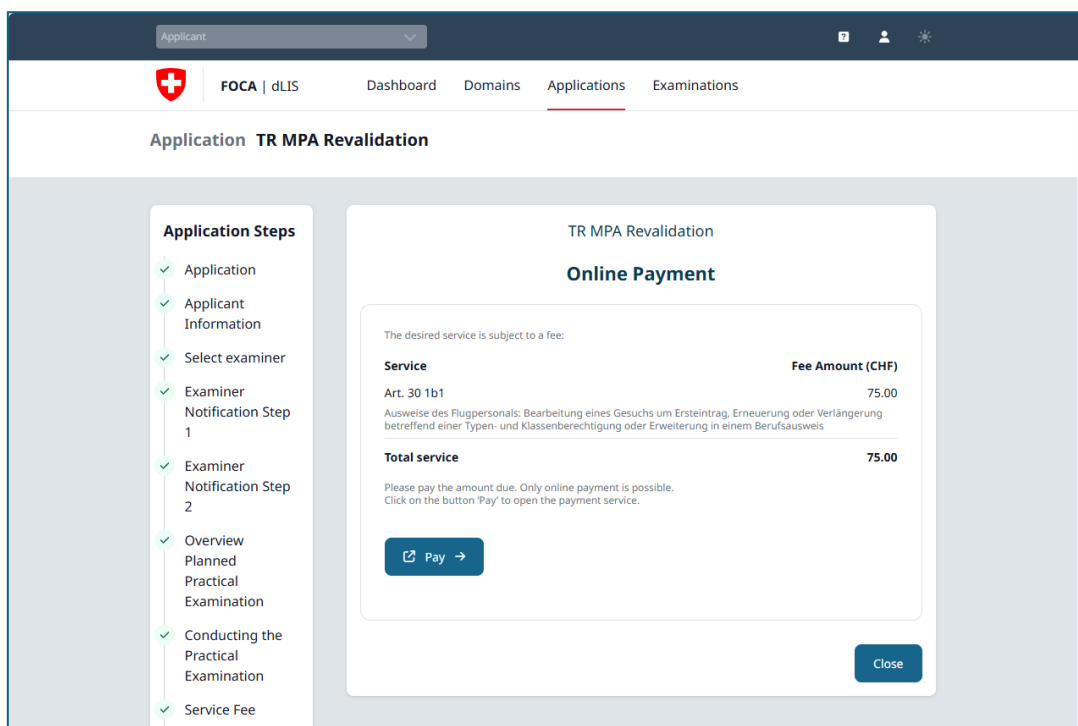 Applicant
FOCA | dLIS
Dashboard
Domains
Applications
Examinations
Application TR MPA Revalidation
Application Steps
Application
Applicant
Information
Select examiner
Examiner
Notification Step
1
Examiner
Notification Step
2
Overview
Planned
Practical
Examination
Conducting the
Practical
Examination
Service Fee
TR MPA Revalidation
Online Payment
The desired service is subject to a fee:
Service Fee Amount (CHF)
Art. 30 1b1 75.00
Ausweise des Flugpersonals: Bearbeitung eines Gesuchs um Ersteintrag, Erneuerung oder Verlängerung
betreffend einer Typen- und Klassenberechtigung oder Erweiterung in einem Berufsausweis
Total service 75.00
Please pay the amount due. Only online payment is possible.
Click on the button 'Pay' to open the payment service.
Pay
Close